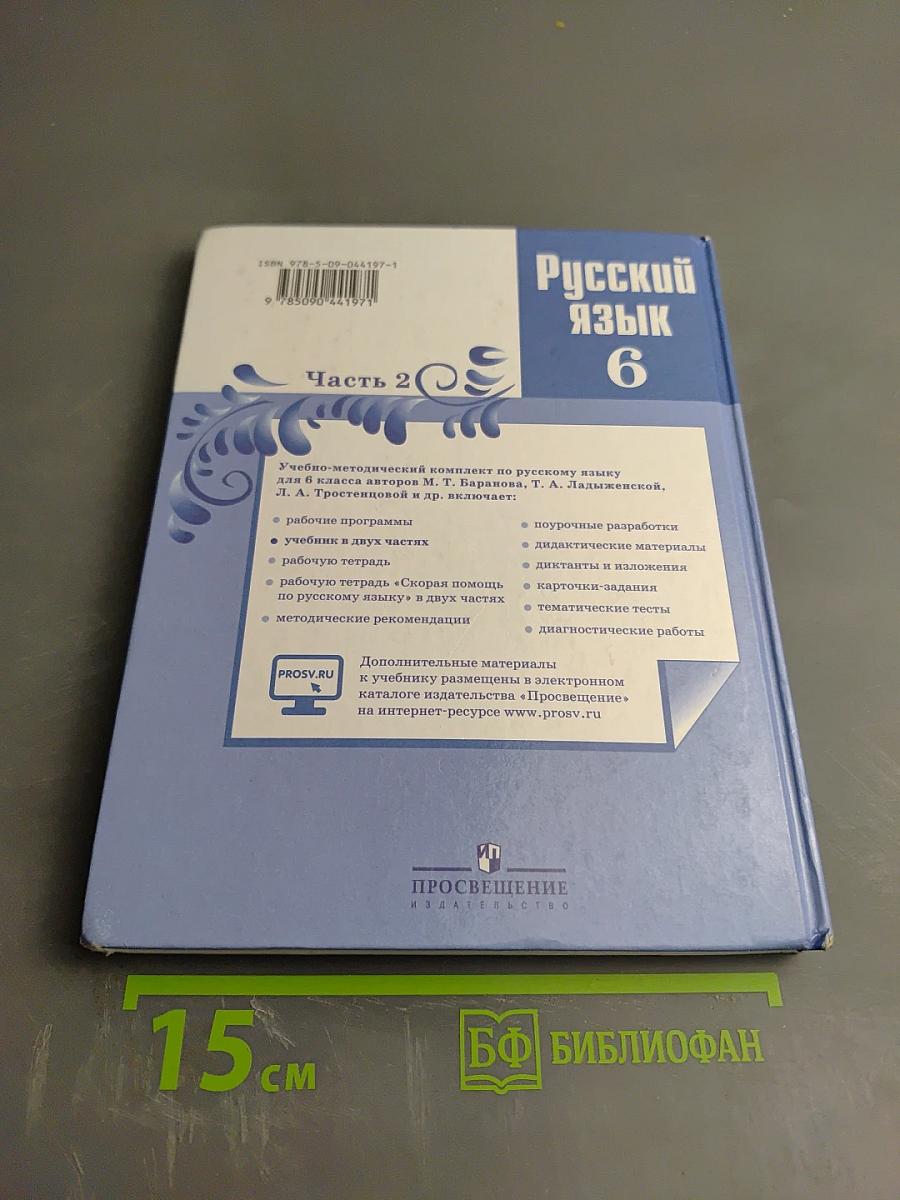 ISBN 978-5-09-044197-1
9 785090 441971
Русский
язык
6
Часть 2
Учебно-методический комплект по русскому языку
для 6 класса авторов М. Т. Баранова, Т. А. Ладыженской,
Л. А. Тростенцовой и др. включает:
• рабочие программы
• учебник в двух частях
• рабочую тетрадь
• рабочую тетрадь «Скорая помощь
по русскому языку» в двух частях
• методические рекомендации
• поурочные разработки
• дидактические материалы
• диктанты и изложения
• карточки-задания
• тематические тесты
• диагностические работы
PROSV.RU
Дополнительные материалы
к учебнику размещены в электронном
каталоге издательства «Просвещение»
на интернет-ресурсе www.prosv.ru
ИП
ПРОСВЕЩЕНИЕ
ИЗДАТЕЛЬСТВО
15 см
БФ БИБЛИОФАН